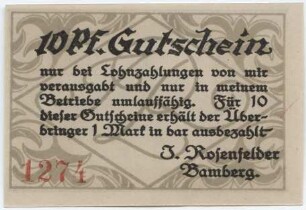 10 Pf. Gutschein
nur bei Lohnzahlungen von mir
verausgabt und nur in meinem
Betriebe umlauffähig. Für 10
dieser Gutscheine erhält der Über-
bringer 1 Mark in bar ausbezahlt
J. Rosenfelder
1274
Bamberg.